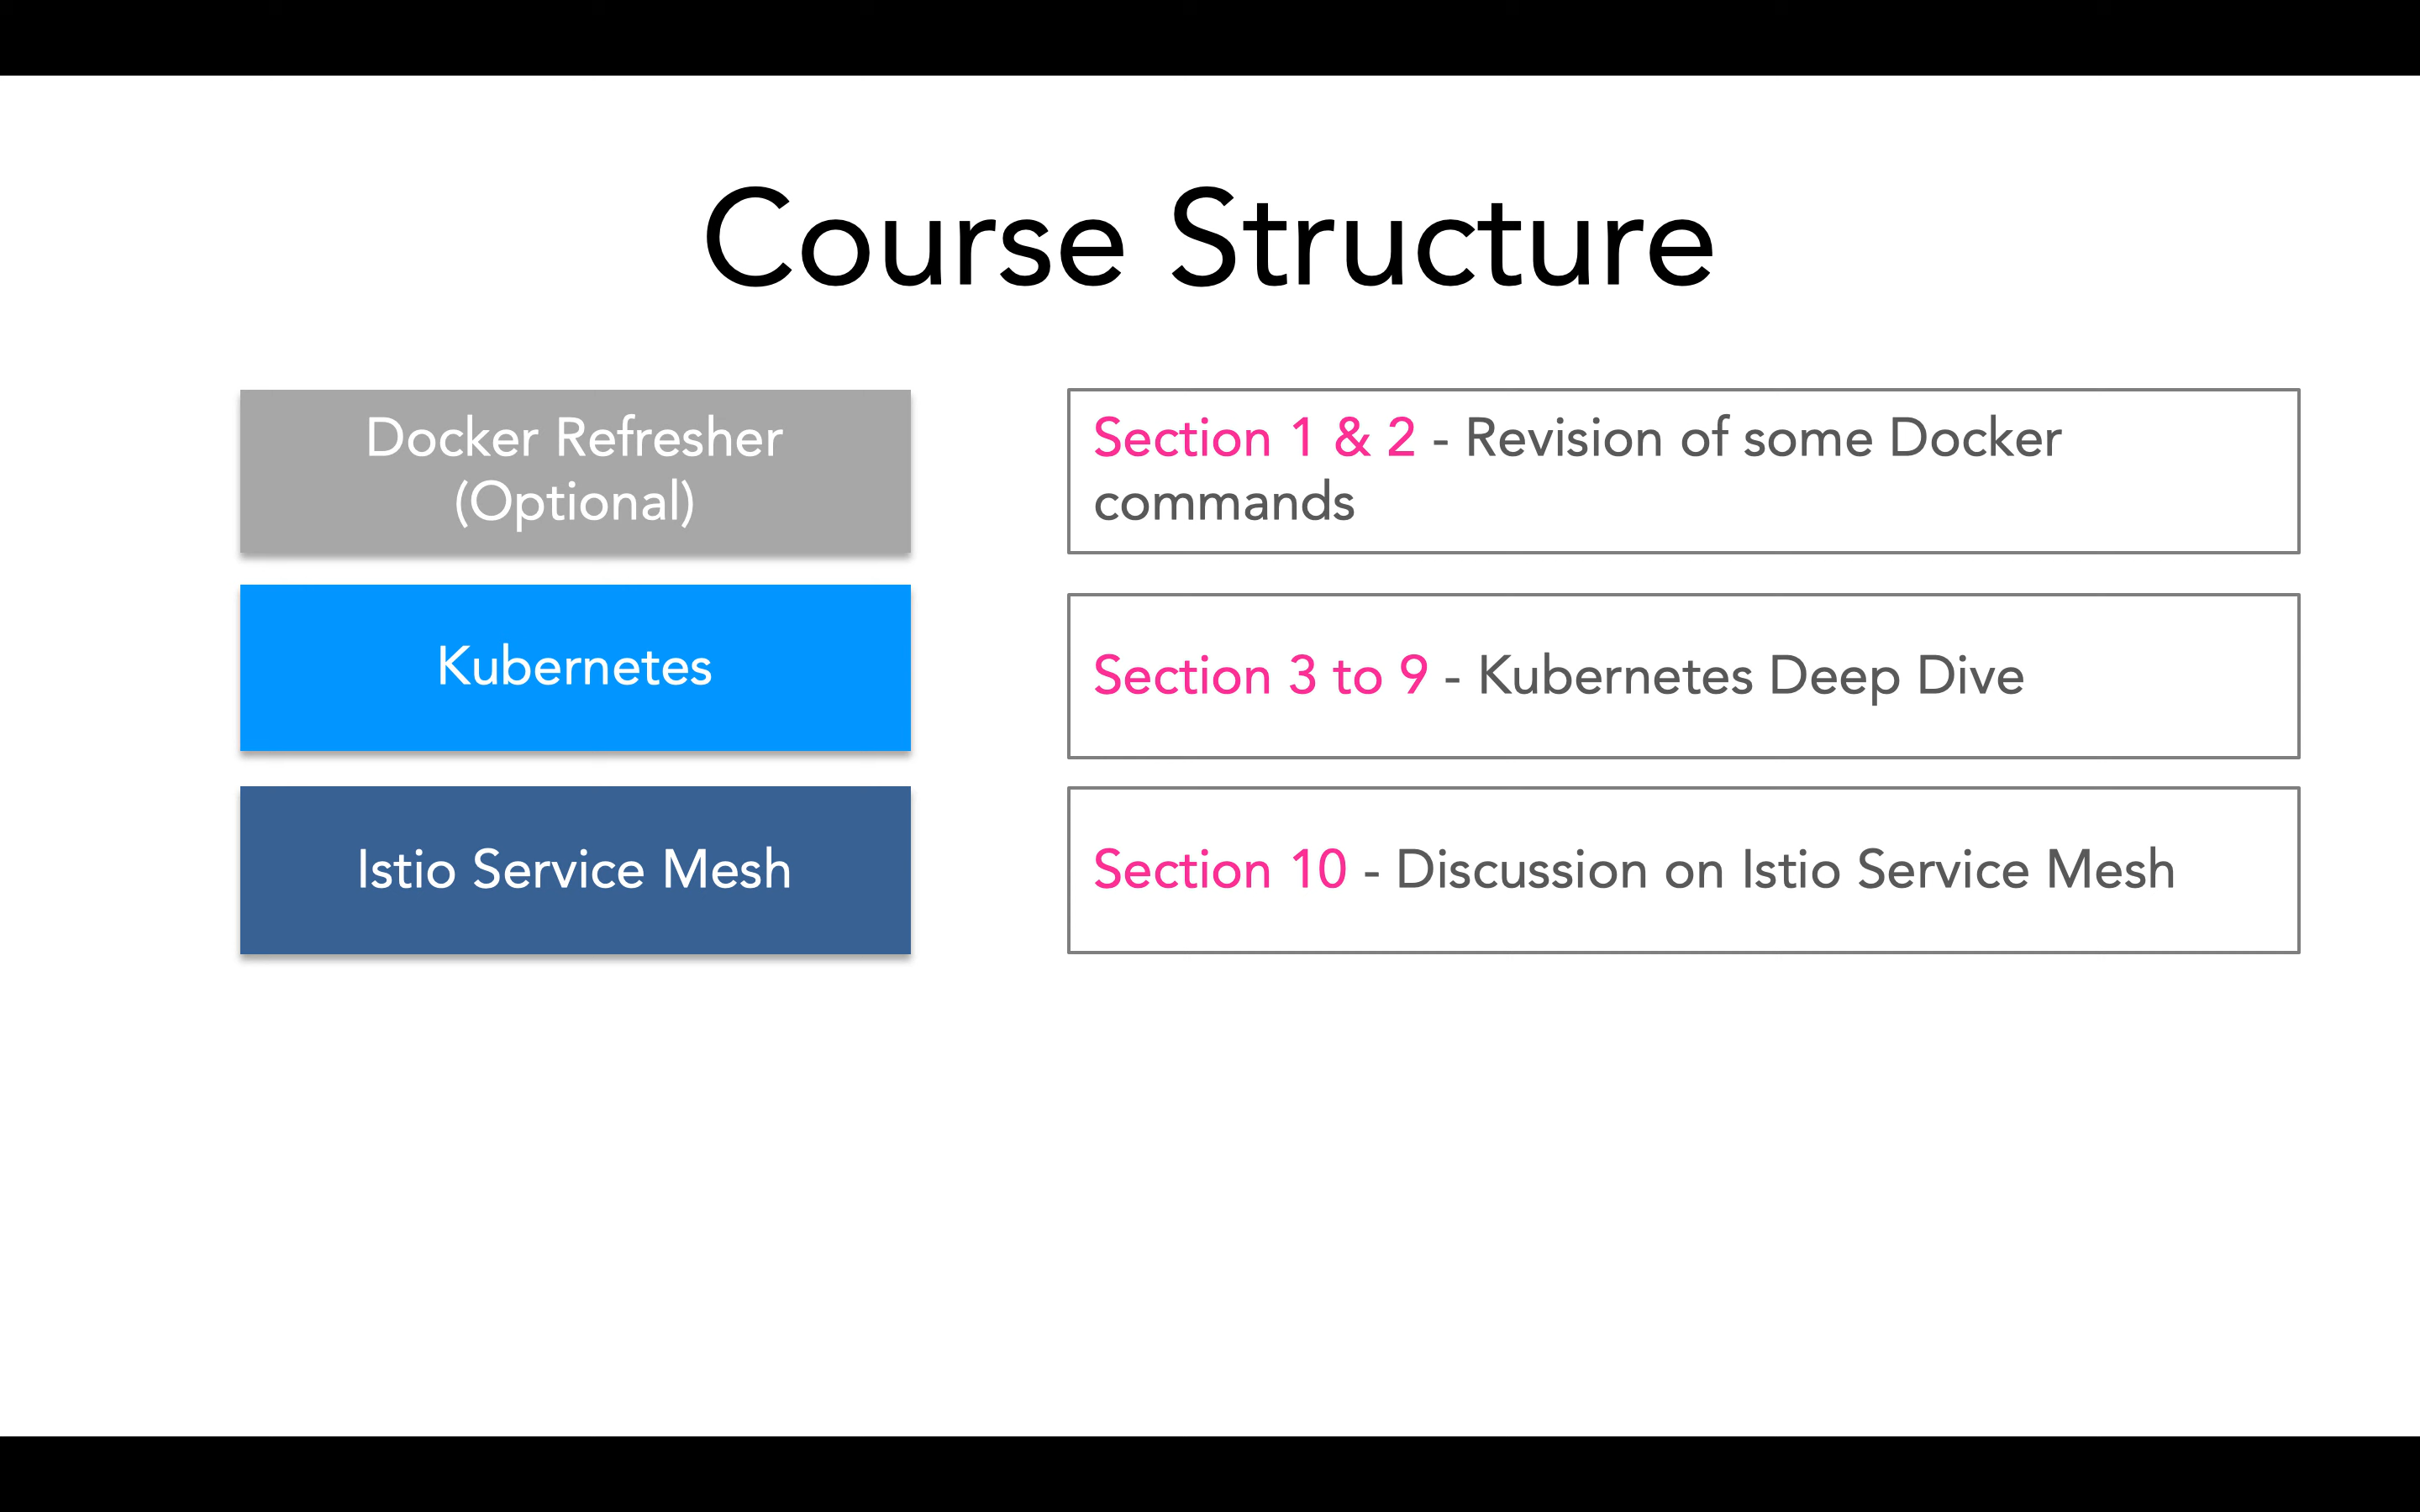 Course Structure
Docker Refresher
(Optional)
Section 1 & 2 - Revision of some Docker
commands
Kubernetes
Section 3 to 9 - Kubernetes Deep Dive
Istio Service Mesh
Section 10 - Discussion on Istio Service Mesh